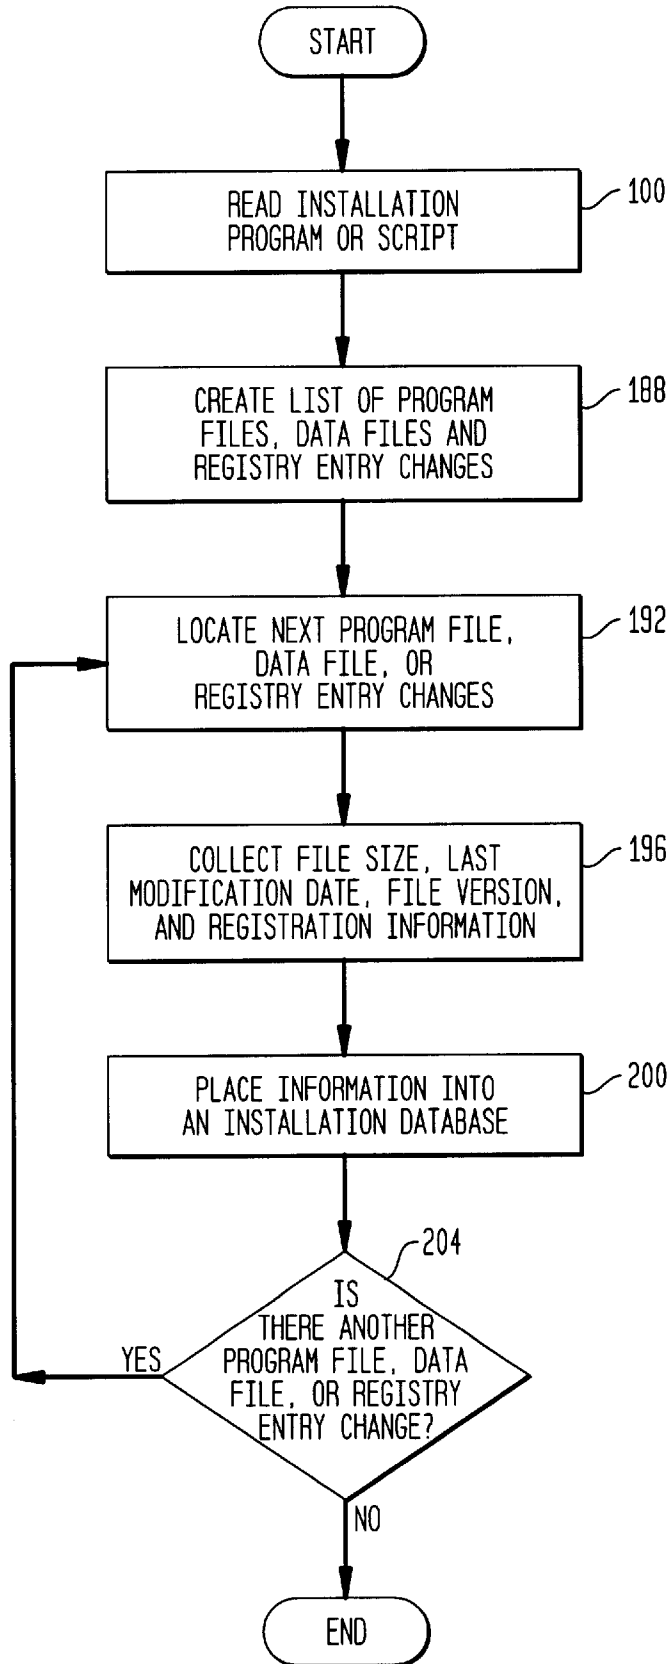 START
READ INSTALLATION
PROGRAM OR SCRIPT
100
CREATE LIST OF PROGRAM
FILES, DATA FILES AND
REGISTRY ENTRY CHANGES
188
LOCATE NEXT PROGRAM FILE,
DATA FILE, OR
REGISTRY ENTRY CHANGES
192
COLLECT FILE SIZE, LAST
MODIFICATION DATE, FILE VERSION,
AND REGISTRATION INFORMATION
196
PLACE INFORMATION INTO
AN INSTALLATION DATABASE
200
204
IS
THERE ANOTHER
PROGRAM FILE, DATA
FILE, OR REGISTRY
ENTRY CHANGE?
YES
NO
END